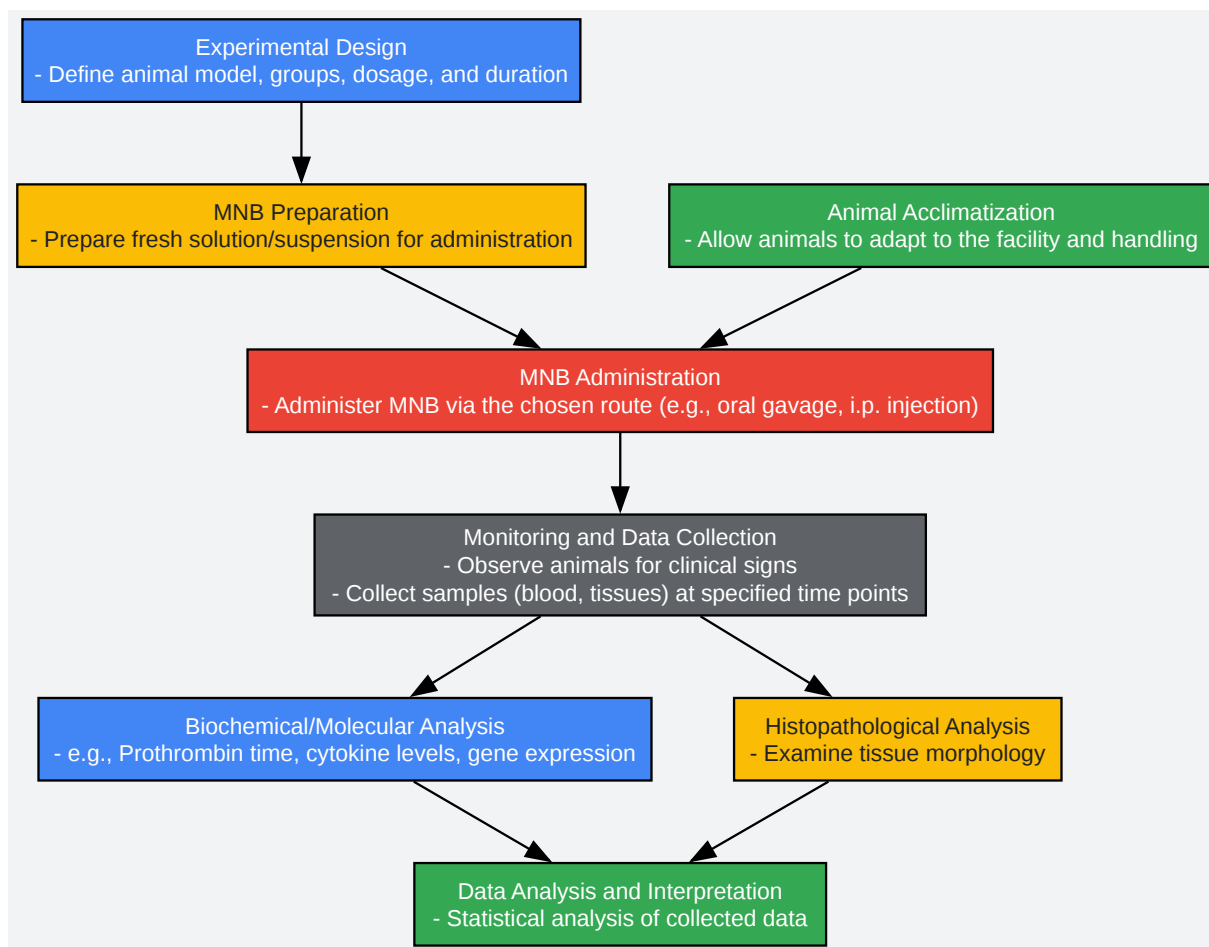 Experimental Design
- Define animal model, groups, dosage, and duration
MNB Preparation
- Prepare fresh solution/suspension for administration
Animal Acclimatization
- Allow animals to adapt to the facility and handling
MNB Administration
- Administer MNB via the chosen route (e.g., oral gavage, i.p. injection)
Monitoring and Data Collection
- Observe animals for clinical signs
- Collect samples (blood, tissues) at specified time points
Biochemical/Molecular Analysis
- e.g., Prothrombin time, cytokine levels, gene expression
Histopathological Analysis
- Examine tissue morphology
Data Analysis and Interpretation
- Statistical analysis of collected data